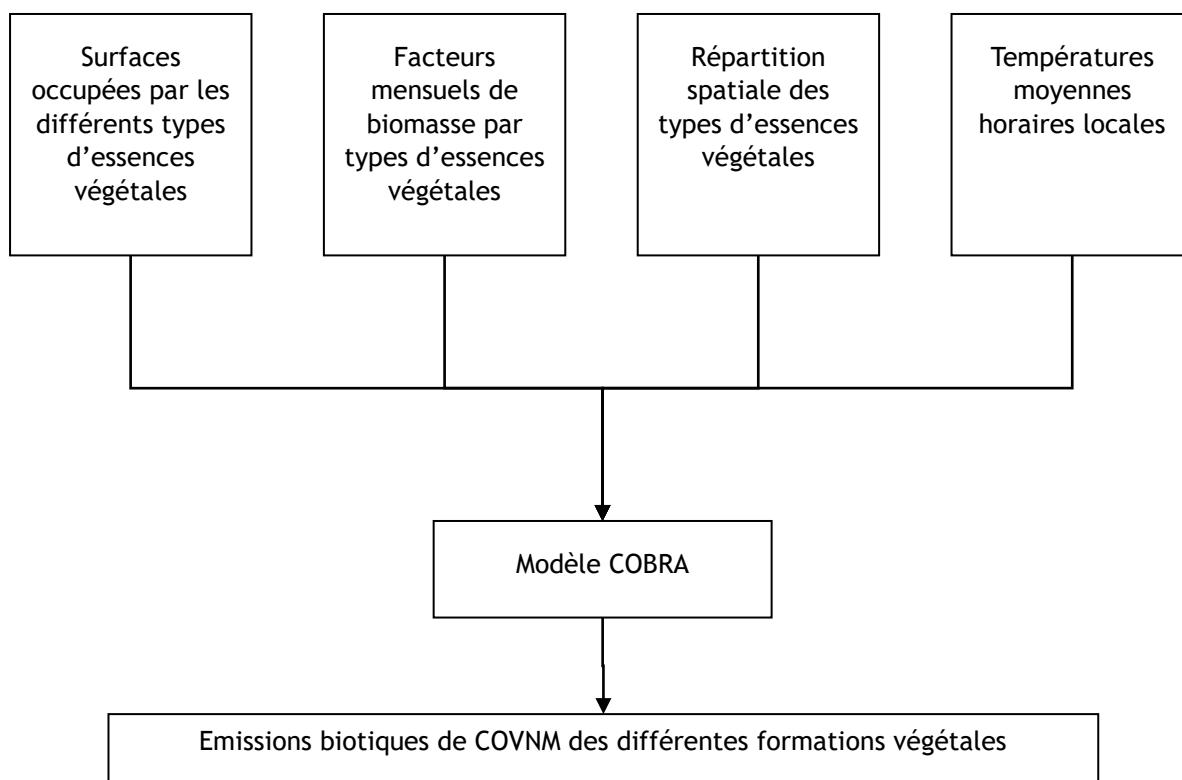 Surfaces
occupées par les
différents types
d’essences
végétales
Facteurs
mensuels de
biomasse par
types d’essences
végétales
Répartition
spatiale des
types d’essences
végétales
Températures
moyennes
horaires locales
Modèle COBRA
Emissions biotiques de COVNM des différentes formations végétales